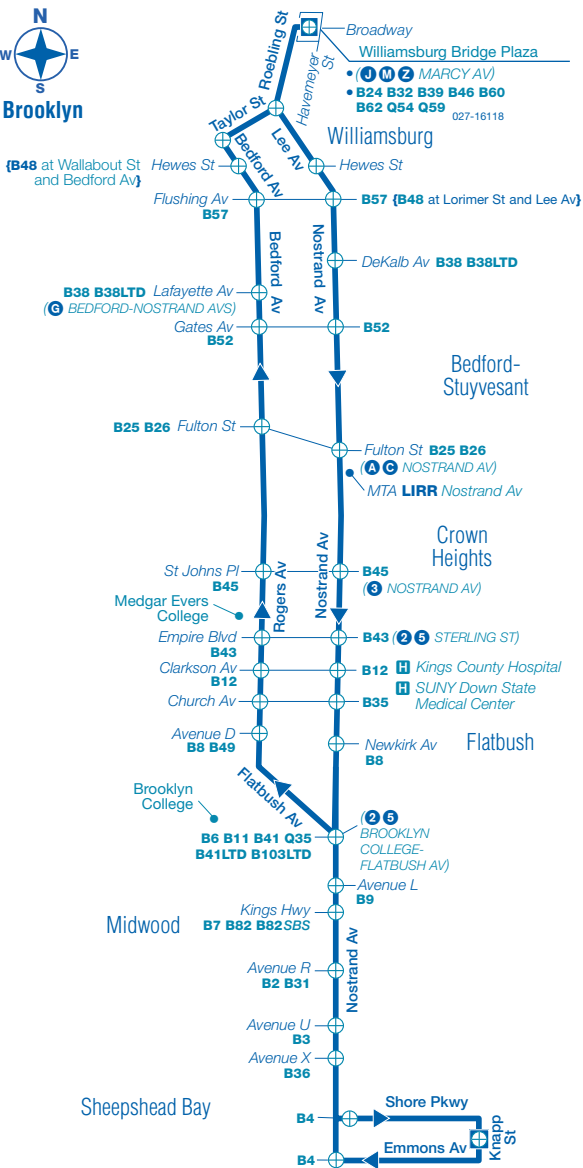 N
W
E
S
Brooklyn
Roebling St
Broadway
Havemeyer
St
Williamsburg Bridge Plaza
• (J M Z MARCY AV)
• B24 B32 B39 B46 B60
B62 Q54 Q59
027-16118
Taylor St
Bedford Av
Lee Av
Williamsburg
{B48 at Wallabout St
and Bedford Av}
Hewes St
Hewes St
Flushing Av
B57
B57 {B48 at Lorimer St and Lee Av}
Bedford Av
Nostrand Av
DeKalb Av B38 B38LTD
B38 B38LTD Lafayette Av
(G BEDFORD-NOSTRAND AVS)
Gates Av
B52
B52
Bedford-
Stuyvesant
B25 B26 Fulton St
Fulton St B25 B26
(A C NOSTRAND AV)
MTA LIRR Nostrand Av
Crown
Heights
Nostrand Av
Rogers Av
St Johns Pl
B45
B45
(3 NOSTRAND AV)
Medgar Evers
College
Empire Blvd
B43
B43 (2 5 STERLING ST)
Clarkson Av
B12
B12
H Kings County Hospital
Church Av
B35
H SUNY Down State
Medical Center
Avenue D
B8 B49
Newkirk Av
B8
Flatbush
Flatbush Av
Brooklyn
College
B6 B11 B41 Q35
B41LTD B103LTD
(2 5
BROOKLYN
COLLEGE-
FLATBUSH AV)
Avenue L
B9
Kings Hwy
B7 B82 B82SBS
Midwood
Nostrand Av
Avenue R
B2 B31
Avenue U
B3
Avenue X
B36
Sheepshead Bay
B4
Shore Pkwy
Knapp
St
B4
Emmons Av